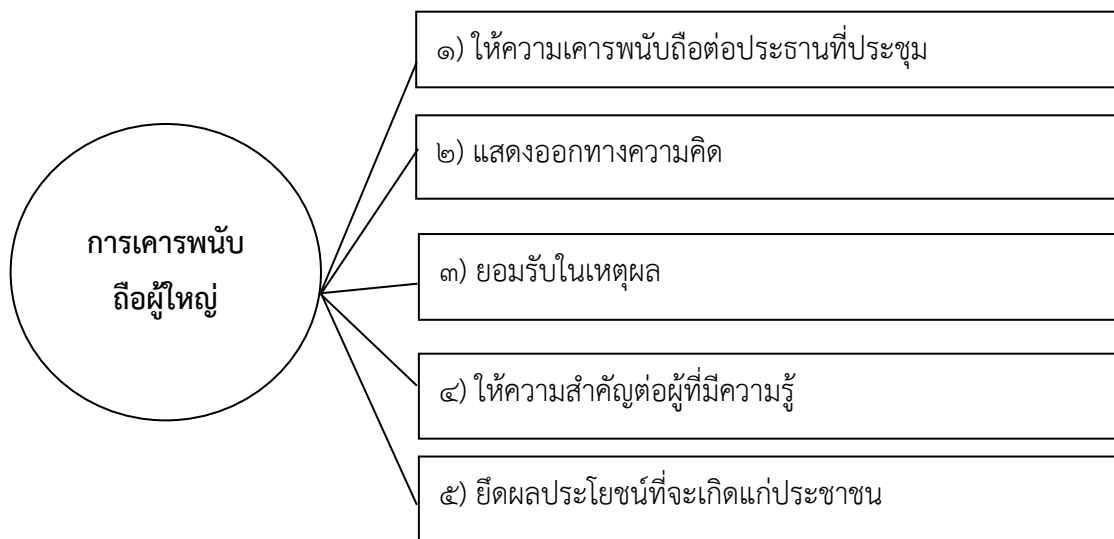 ๑) ให้ความเคารพนับถือต่อประธานที่ประชุม
๒) แสดงออกทางความคิด
การเคารพนับ
ถือผู้ใหญ่
๓) ยอมรับในเหตุผล
๔) ให้ความสำคัญต่อผู้ที่มีความรู้
๕) ยึดผลประโยชน์ที่จะเกิดแก่ประชาชน